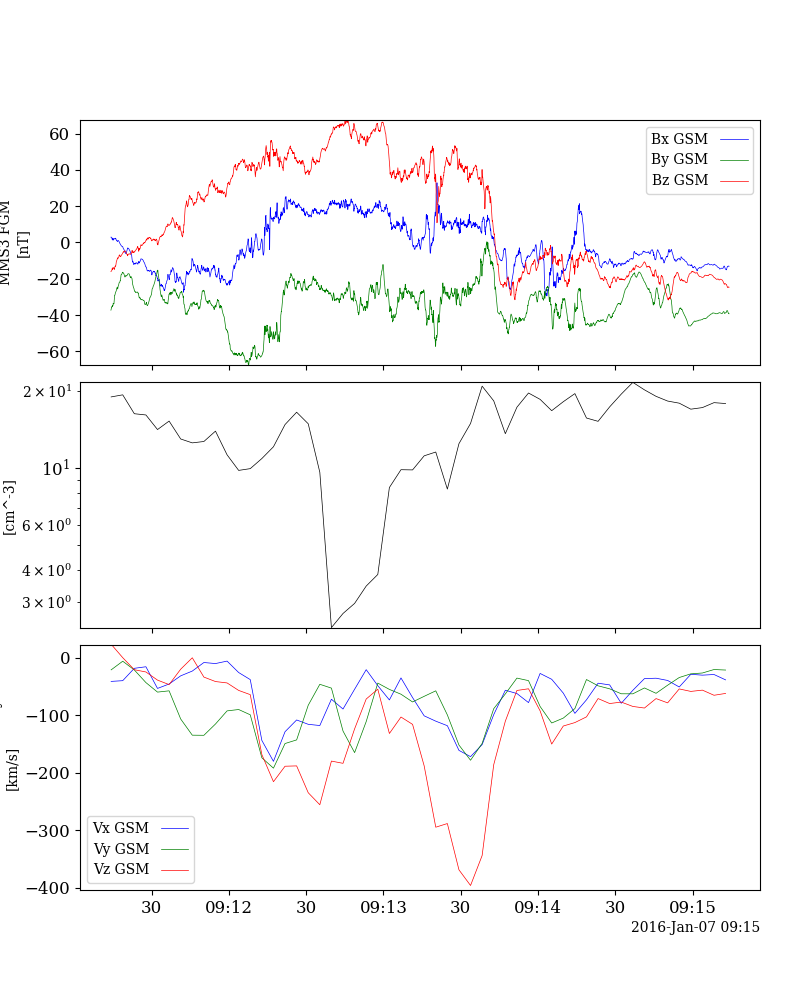 60
40
20
0
−20
−40
−60
MMS3 FGM
[nT]
Bx GSM
By GSM
Bz GSM
2 × 10¹
10¹
6 × 10⁰
4 × 10⁰
3 × 10⁰
[cm^-3]
0
−100
−200
−300
−400
[km/s]
Vx GSM
Vy GSM
Vz GSM
30 09:12 30 09:13 30 09:14 30 09:15
2016-Jan-07 09:15